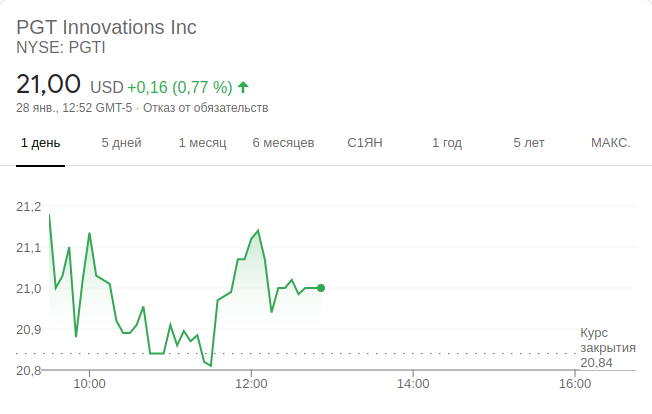 PGT Innovations Inc
NYSE: PGTI
21,00 USD +0,16 (0,77 %)
28 янв., 12:52 GMT-5 · Отказ от обязательств
1 день 5 дней 1 месяц 6 месяцев С1ЯН 1 год 5 лет МАКС.
21,2
21,1
21,0
20,9
Курс
закрытия
20,84
20,8
10:00 12:00 14:00 16:00